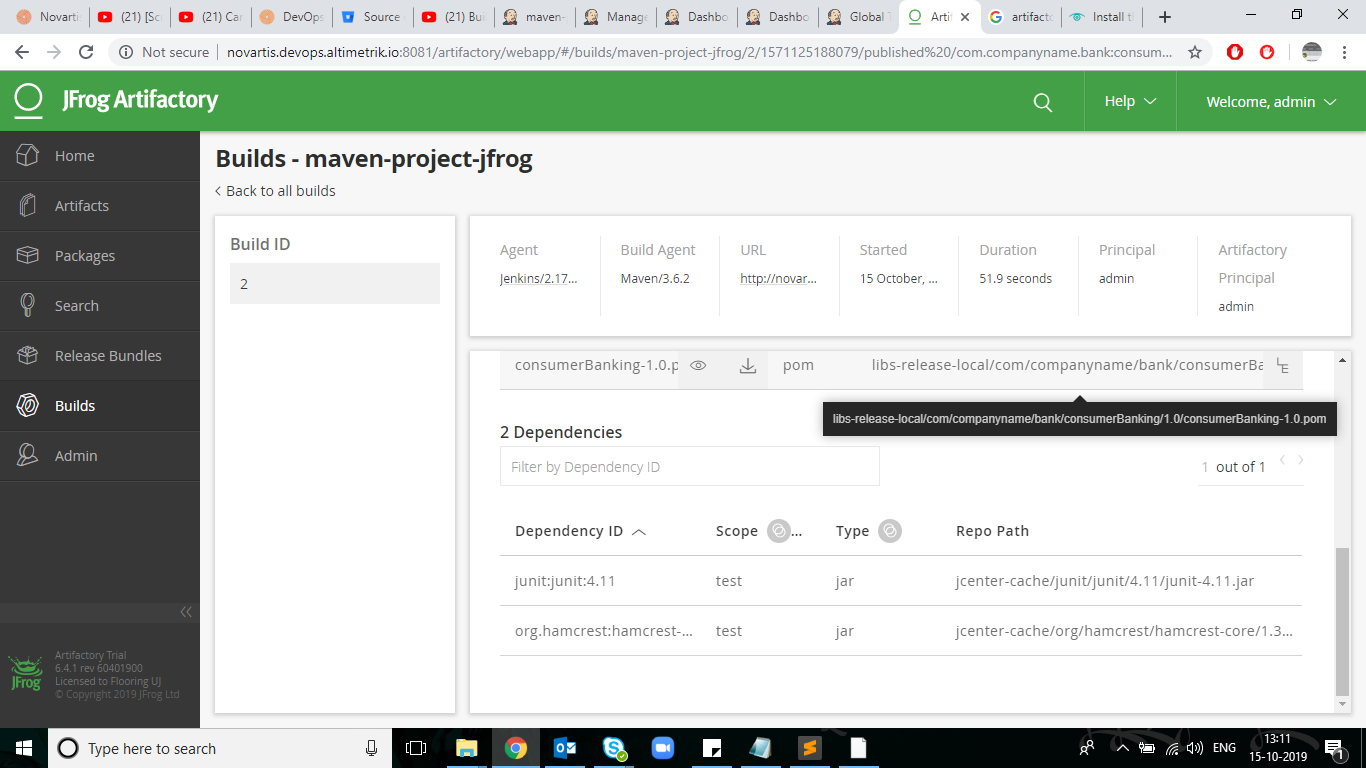 Novartis
(21) [Sc
(21) Car
DevOps
Source
(21) Bui
maven-
Manage
Dashbo
Dashbo
Global T
Artif
artifact
Install t
Not secure
novartis.devops.altimetrik.io:8081/artifactory/webapp/#/builds/maven-project-jfrog/2/1571125188079/published%20/com.companyname.bank:consum...
JFrog Artifactory
Help
Welcome, admin
Home
Artifacts
Packages
Search
Release Bundles
Builds
Admin
Artifactory Trial
6.4.1 rev 60401900
Licensed to Flooring UJ
© Copyright 2019 JFrog Ltd
JFrog
Builds - maven-project-jfrog
< Back to all builds
Build ID
2
Agent
Jenkins/2.17...
Build Agent
Maven/3.6.2
URL
http://novar...
Started
15 October, ...
Duration
51.9 seconds
Principal
admin
Artifactory
Principal
admin
consumerBanking-1.0.p
pom
libs-release-local/com/companyname/bank/consumerBa
libs-release-local/com/companyname/bank/consumerBanking/1.0/consumerBanking-1.0.pom
2 Dependencies
Filter by Dependency ID
1 out of 1
Dependency ID Scope ... Type Repo Path
junit:junit:4.11 test jar jcenter-cache/junit/junit/4.11/junit-4.11.jar
org.hamcrest:hamcrest-... test jar jcenter-cache/org/hamcrest/hamcrest-core/1.3...
Type here to search
ENG
13:11
15-10-2019
1